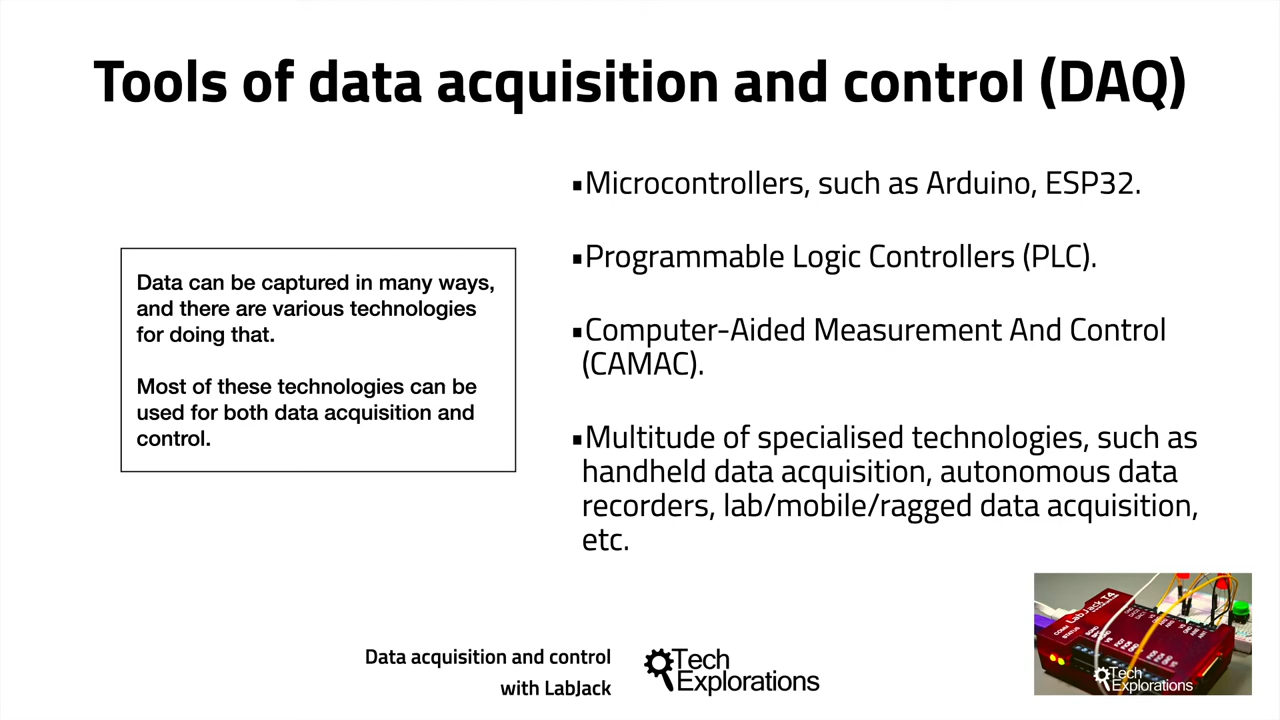 Tools of data acquisition and control (DAQ)
Data can be captured in many ways,
and there are various technologies
for doing that.
Most of these technologies can be
used for both data acquisition and
control.
▪Microcontrollers, such as Arduino, ESP32.
▪Programmable Logic Controllers (PLC).
▪Computer-Aided Measurement And Control
(CAMAC).
▪Multitude of specialised technologies, such as
handheld data acquisition, autonomous data
recorders, lab/mobile/ragged data acquisition,
etc.
Data acquisition and control
with LabJack
Tech
Explorations
LabJack T4
COMM
STATUS
Tech
Explorations